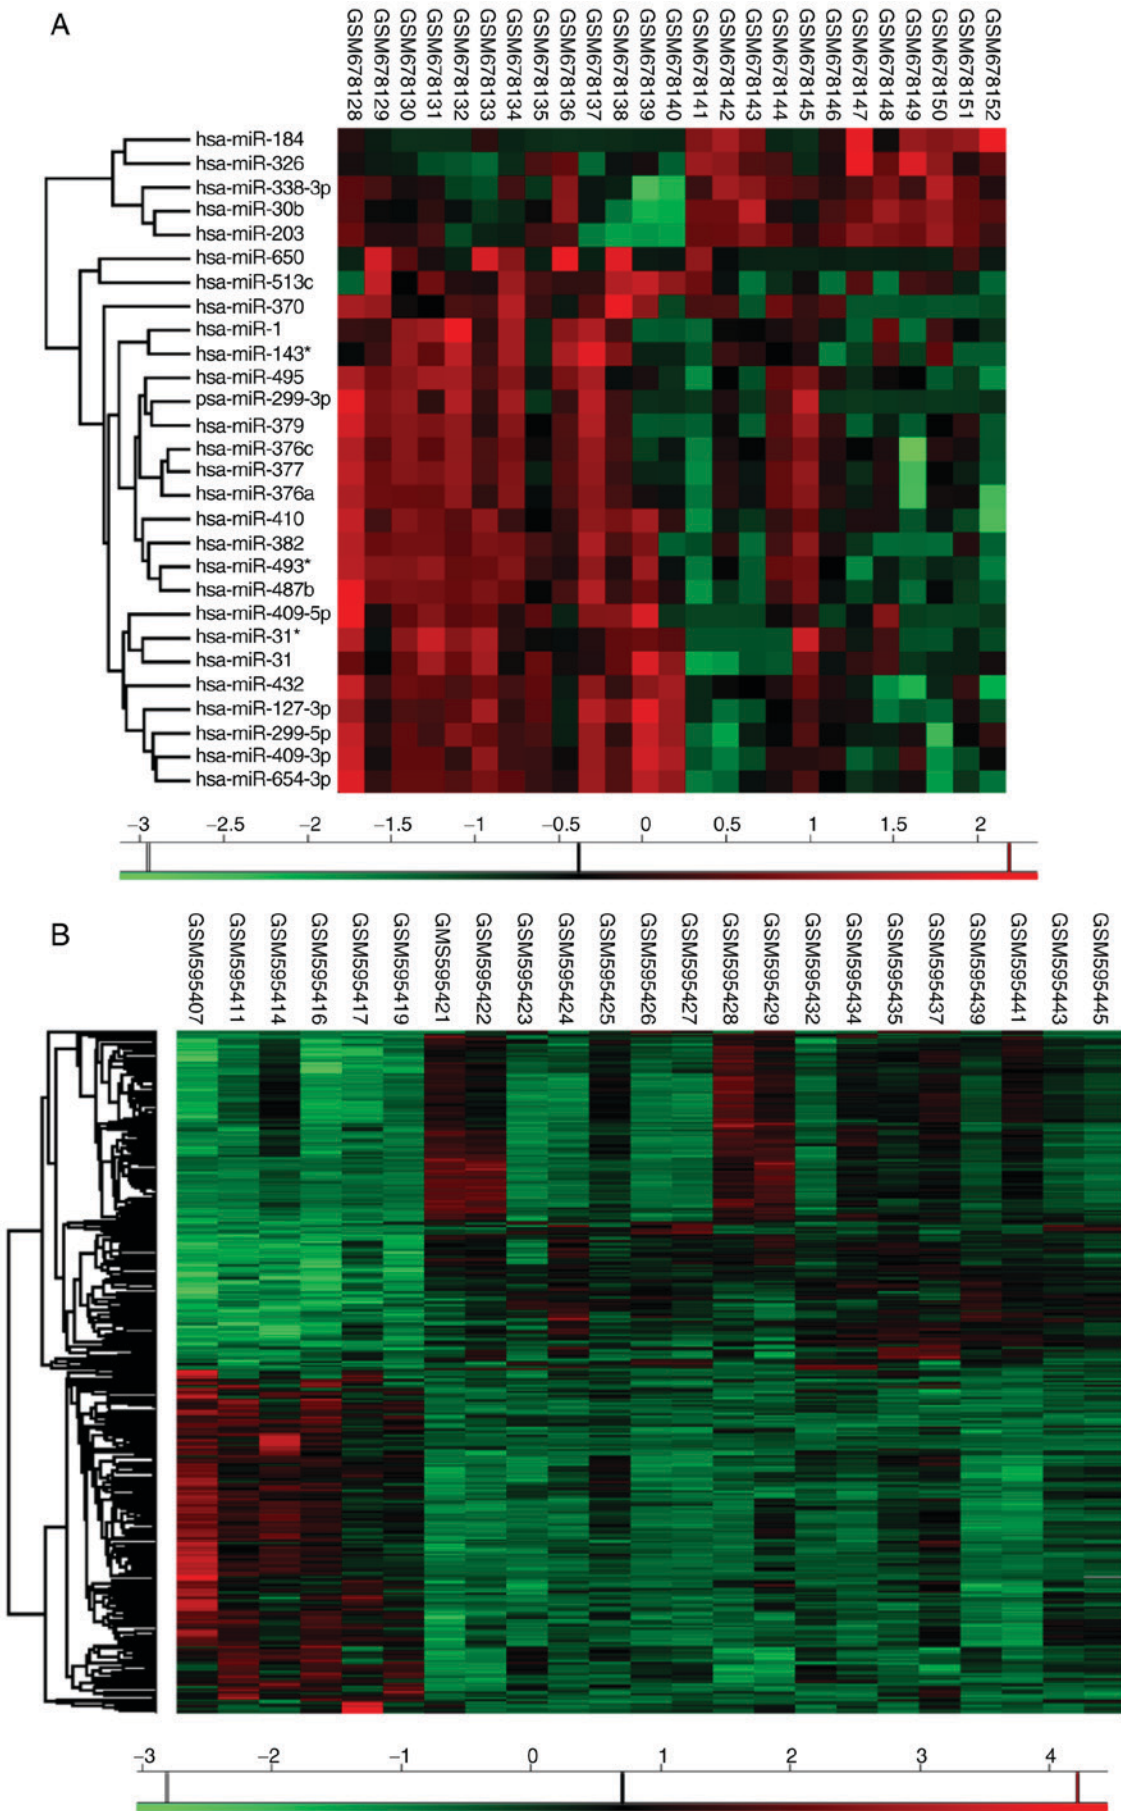 A
GSM678128
GSM678129
GSM678130
GSM678131
GSM678132
GSM678133
GSM678134
GSM678135
GSM678136
GSM678137
GSM678138
GSM678139
GSM678140
GSM678141
GSM678142
GSM678143
GSM678144
GSM678145
GSM678146
GSM678147
GSM678148
GSM678149
GSM678150
GSM678151
GSM678152
hsa-miR-184
hsa-miR-326
hsa-miR-338-3p
hsa-miR-30b
hsa-miR-203
hsa-miR-650
hsa-miR-513c
hsa-miR-370
hsa-miR-1
hsa-miR-143*
hsa-miR-495
psa-miR-299-3p
hsa-miR-379
hsa-miR-376c
hsa-miR-377
hsa-miR-376a
hsa-miR-410
hsa-miR-382
hsa-miR-493*
hsa-miR-487b
hsa-miR-409-5p
hsa-miR-31*
hsa-miR-31
hsa-miR-432
hsa-miR-127-3p
hsa-miR-299-5p
hsa-miR-409-3p
hsa-miR-654-3p
−3 −2.5 −2 −1.5 −1 −0.5 0 0.5 1 1.5 2
B
GSM595407
GSM595411
GSM595414
GSM595416
GSM595417
GSM595419
GMS595421
GSM595422
GSM595423
GSM595424
GSM595425
GSM595426
GSM595427
GSM595428
GSM595429
GSM595432
GSM595434
GSM595435
GSM595437
GSM595439
GSM595441
GSM595443
GSM595445
−3 −2 −1 0 1 2 3 4